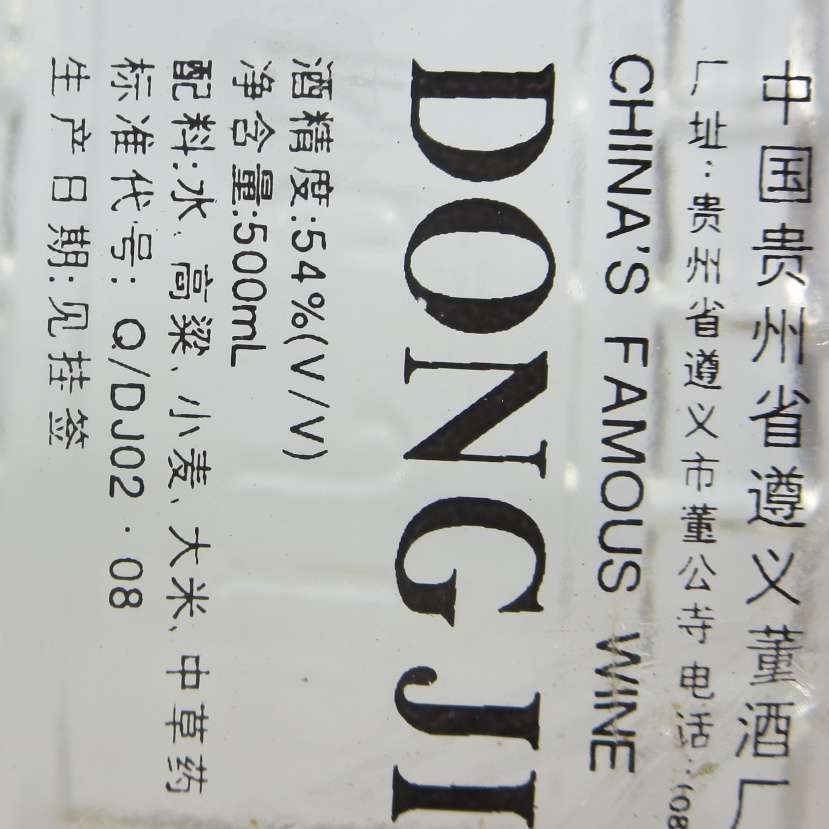 中国贵州省遵义董酒厂
厂址:贵州省遵义市董公寺电话:(08
CHINA'S FAMOUS WINE
DONG JI
酒精度:54%(V/V)
净含量:500mL
配料:水、高粱、小麦、大米、中草药
标准代号: Q/DJ02·08
生产日期:见挂签